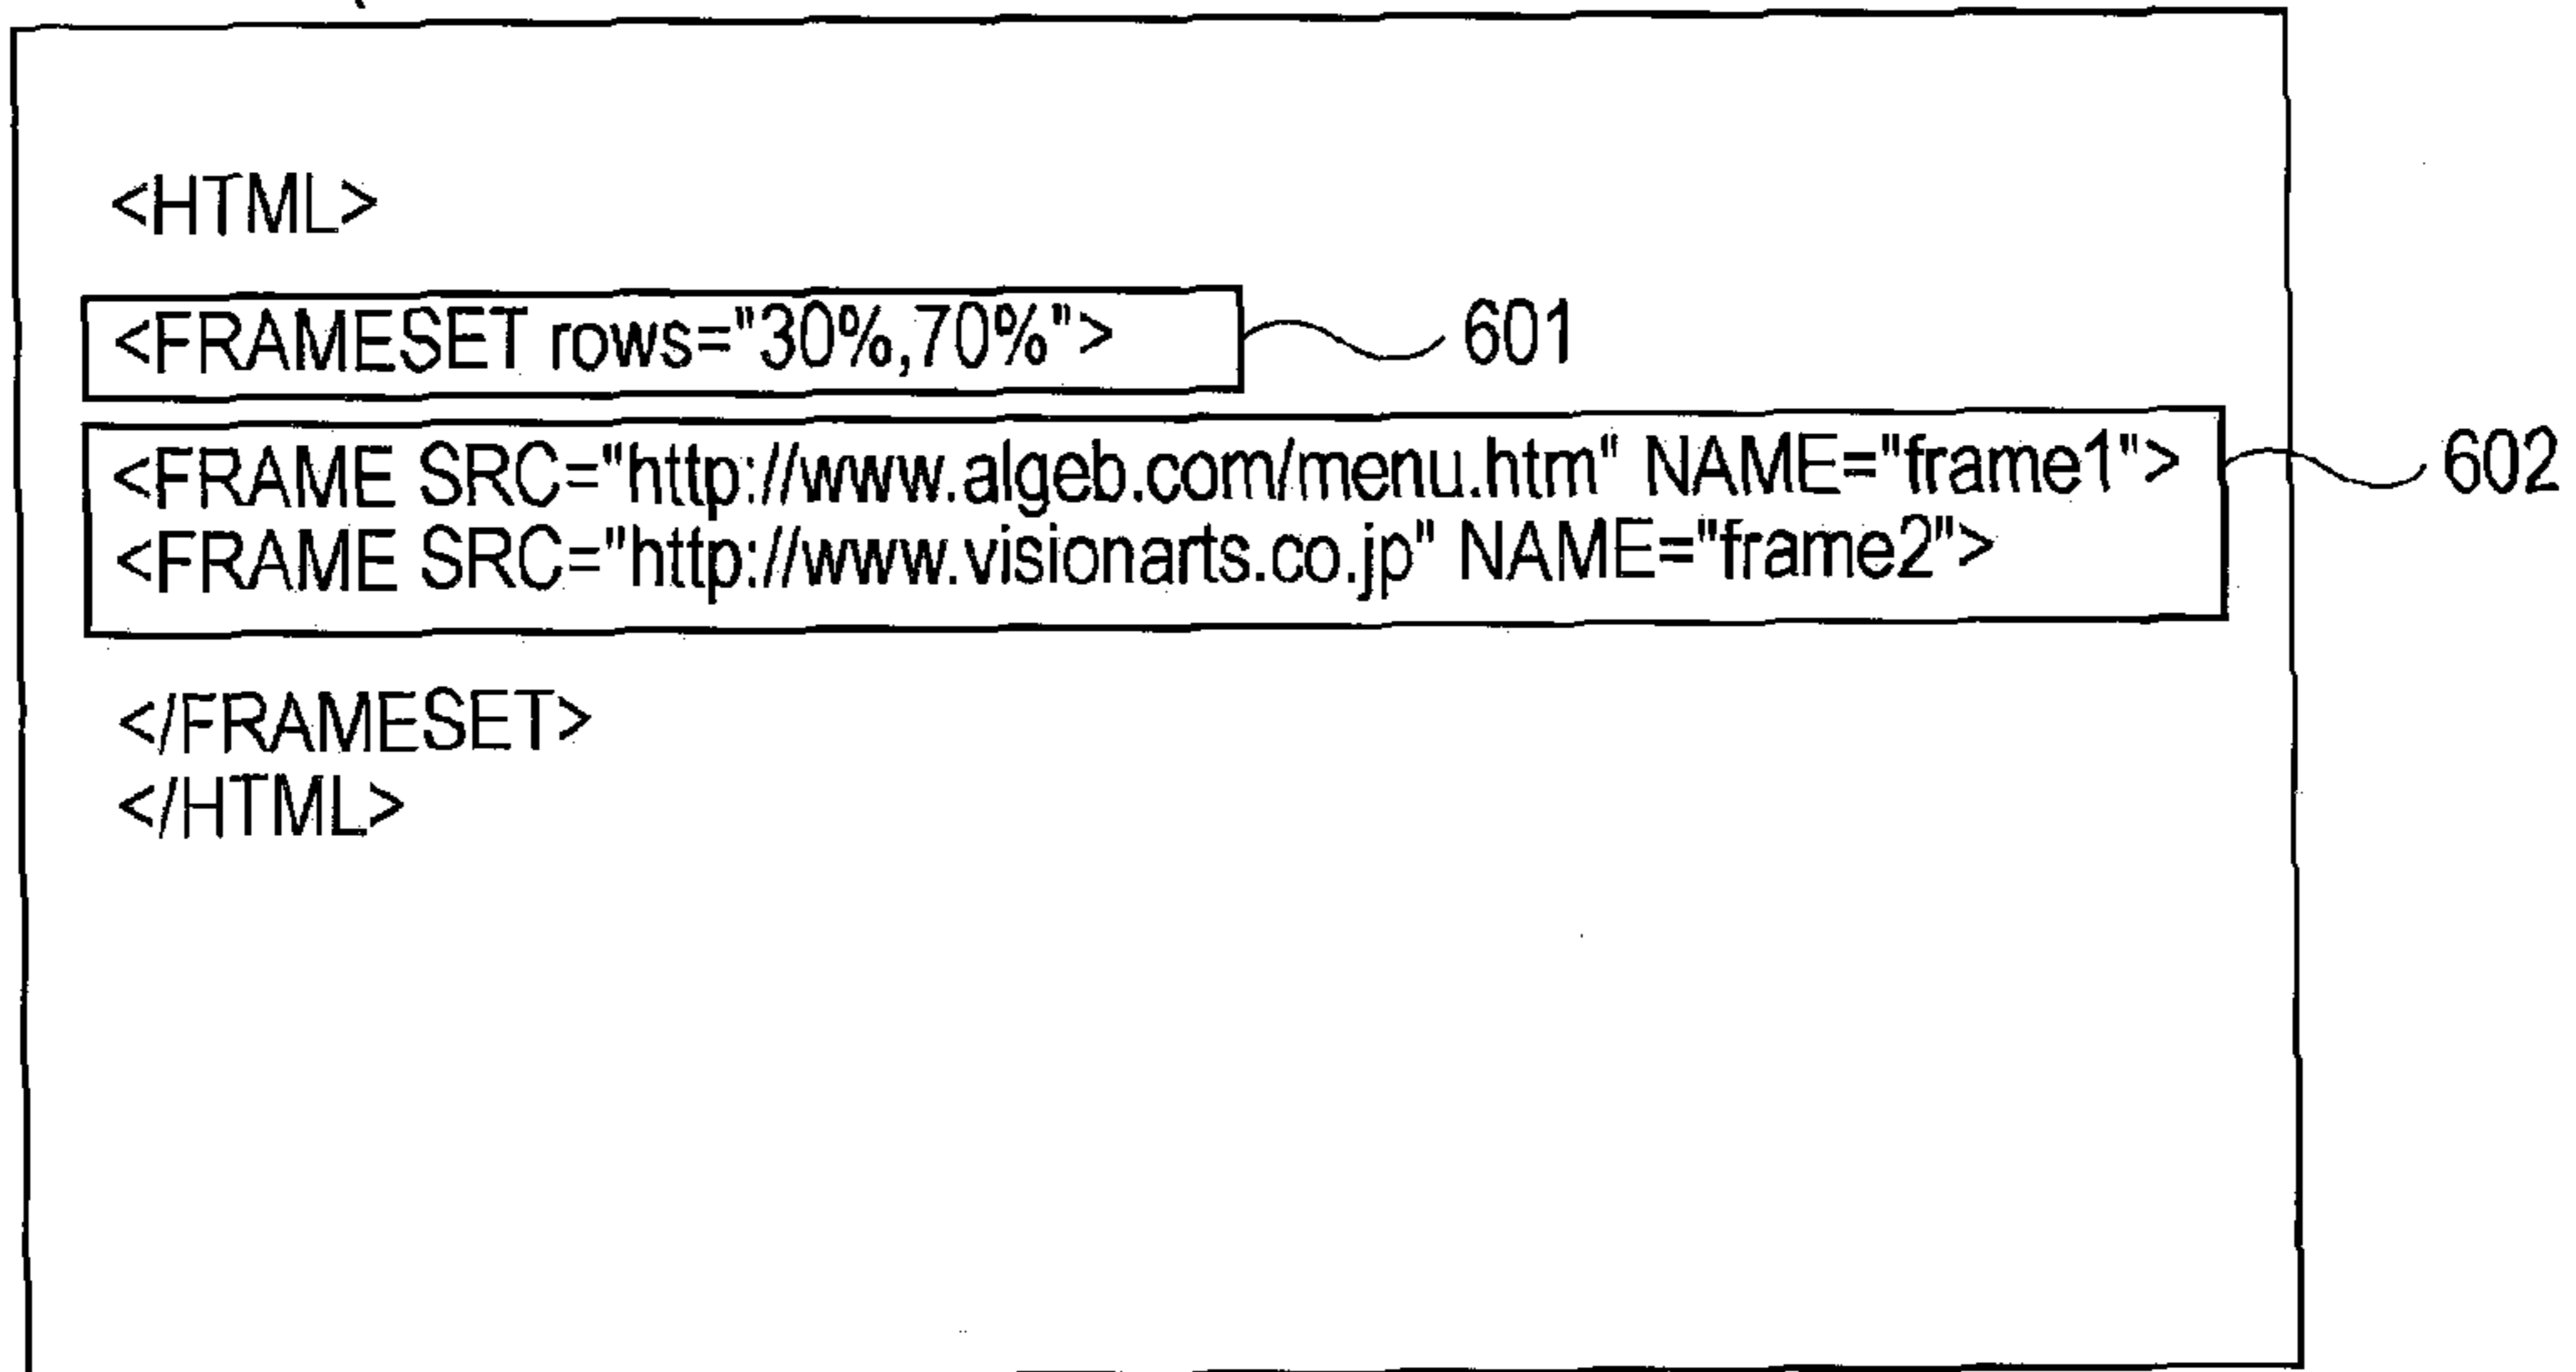 <HTML>
<FRAMESET rows="30%,70%"> 601
<FRAME SRC="http://www.algeb.com/menu.htm" NAME="frame1"> 602
<FRAME SRC="http://www.visionarts.co.jp" NAME="frame2">
</FRAMESET>
</HTML>